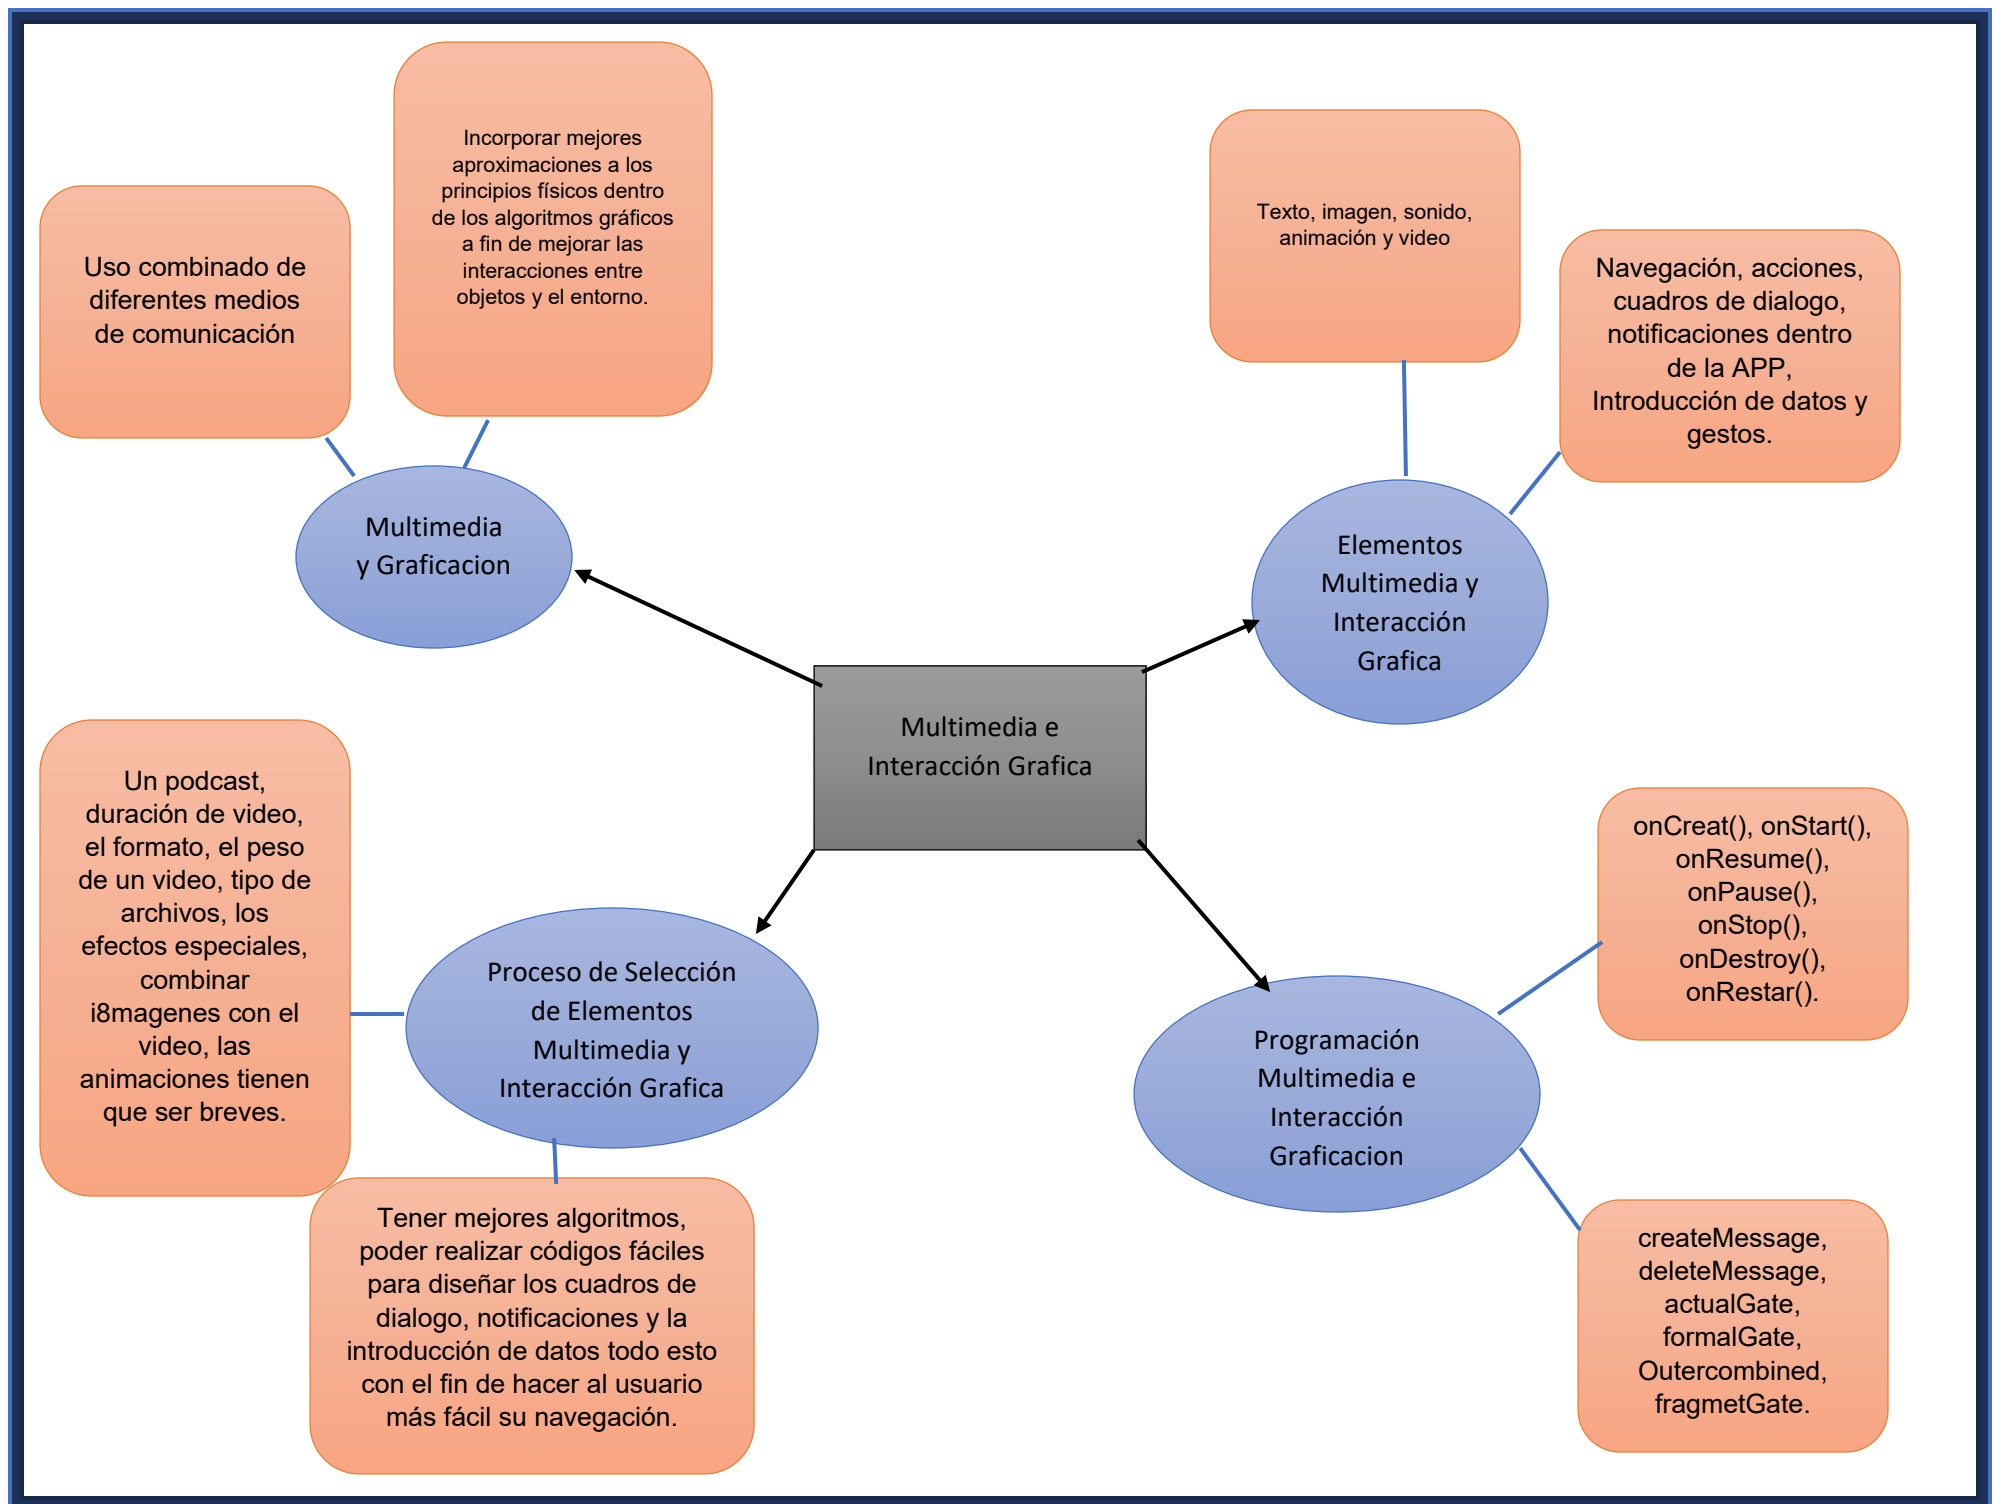 Incorporar mejores
aproximaciones a los
principios físicos dentro
de los algoritmos gráficos
a fin de mejorar las
interacciones entre
objetos y el entorno.
Uso combinado de
diferentes medios
de comunicación
Texto, imagen, sonido,
animación y video
Navegación, acciones,
cuadros de dialogo,
notificaciones dentro
de la APP,
Introducción de datos y
gestos.
Multimedia
y Graficacion
Elementos
Multimedia y
Interacción
Grafica
Multimedia e
Interacción Grafica
Un podcast,
duración de video,
el formato, el peso
de un video, tipo de
archivos, los
efectos especiales,
combinar
i8magenes con el
video, las
animaciones tienen
que ser breves.
Proceso de Selección
de Elementos
Multimedia y
Interacción Grafica
onCreat(), onStart(),
onResume(),
onPause(),
onStop(),
onDestroy(),
onRestar().
Programación
Multimedia e
Interacción
Graficacion
Tener mejores algoritmos,
poder realizar códigos fáciles
para diseñar los cuadros de
dialogo, notificaciones y la
introducción de datos todo esto
con el fin de hacer al usuario
más fácil su navegación.
createMessage,
deleteMessage,
actualGate,
formalGate,
Outercombined,
fragmetGate.